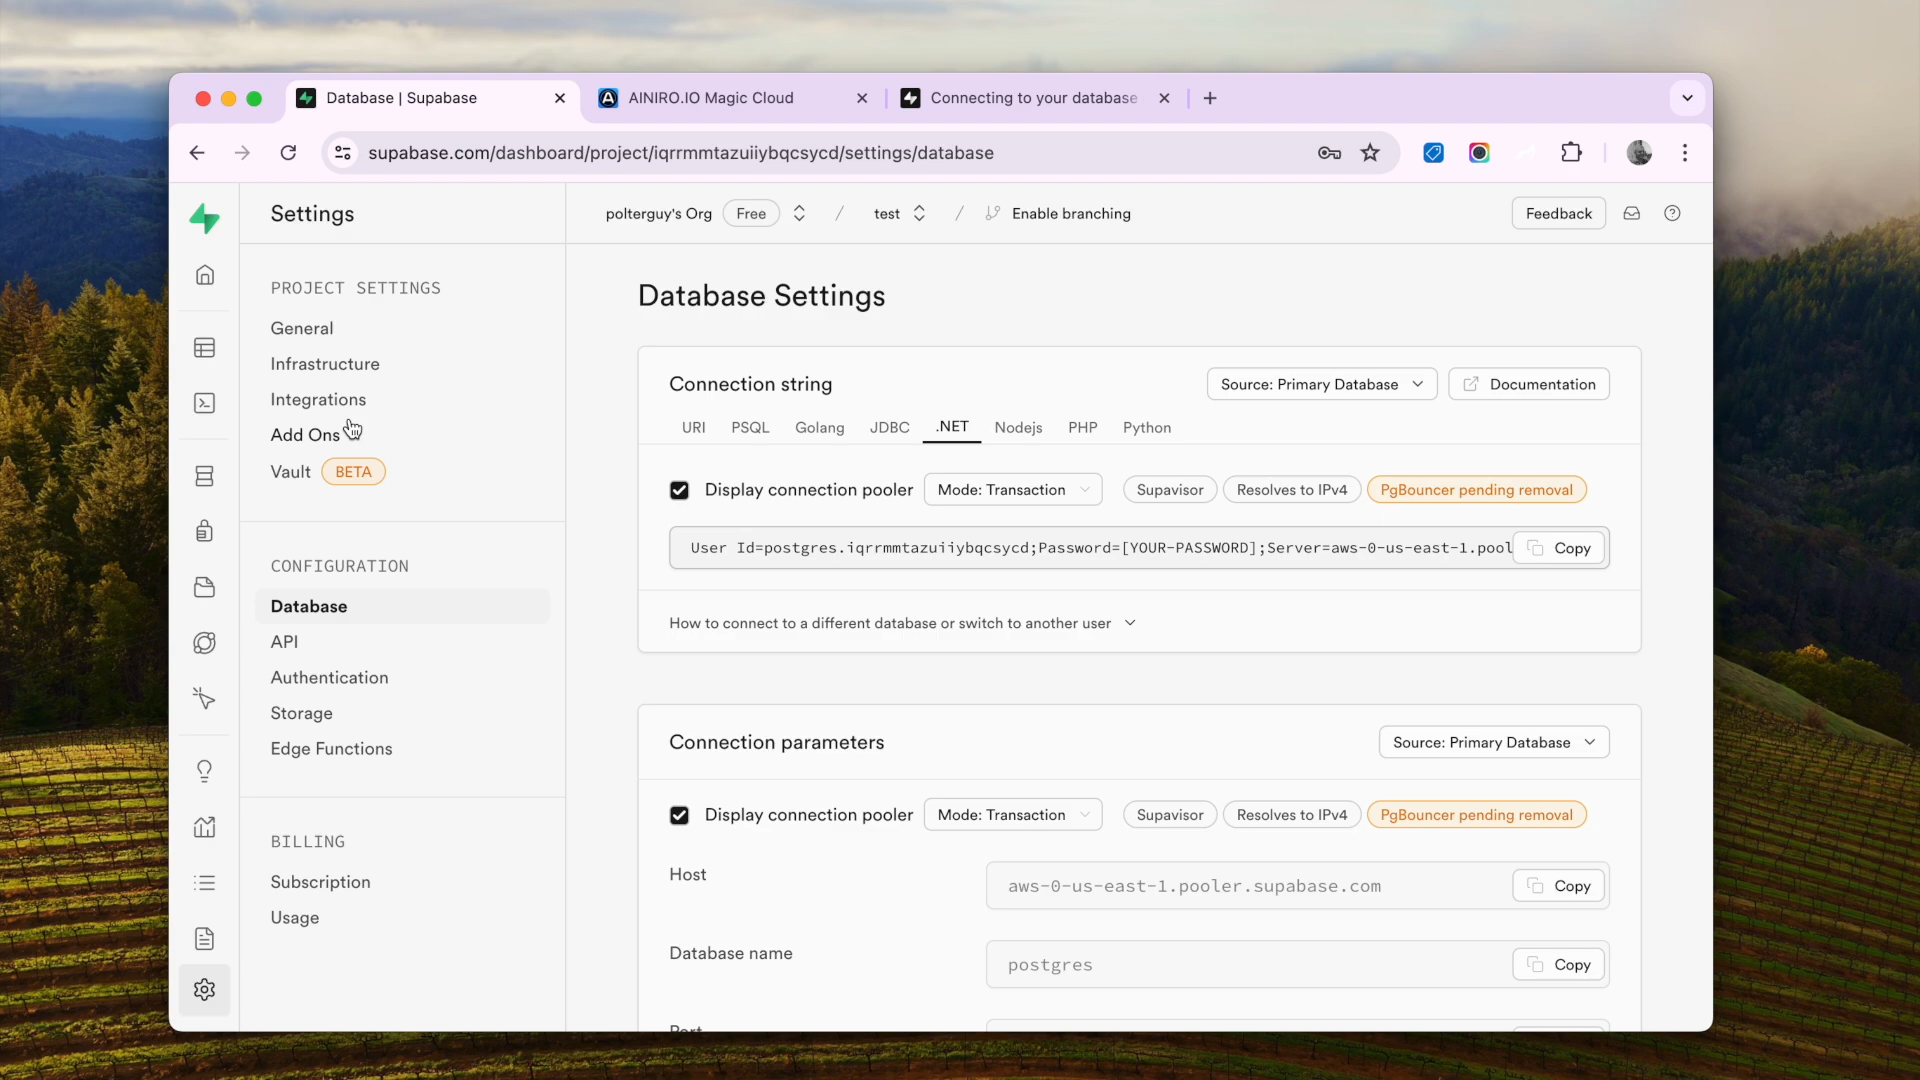 Database | Supabase
AINIRO.IO Magic Cloud
Connecting to your database
supabase.com/dashboard/project/iqrrmmtazuiiybqcsycd/settings/database
Settings
polterguy's Org Free / test / Enable branching
Feedback
PROJECT SETTINGS
General
Infrastructure
Integrations
Add Ons
Vault BETA
CONFIGURATION
Database
API
Authentication
Storage
Edge Functions
BILLING
Subscription
Usage
Database Settings
Connection string
Source: Primary Database
Documentation
URI PSQL Golang JDBC .NET Nodejs PHP Python
Display connection pooler Mode: Transaction Supavisor Resolves to IPv4 PgBouncer pending removal
User Id=postgres.iqrrmmtazuiiybqcsycd;Password=[YOUR-PASSWORD];Server=aws-0-us-east-1.pool
Copy
How to connect to a different database or switch to another user
Connection parameters
Source: Primary Database
Display connection pooler Mode: Transaction Supavisor Resolves to IPv4 PgBouncer pending removal
Host
aws-0-us-east-1.pooler.supabase.com
Copy
Database name
postgres
Copy
Port